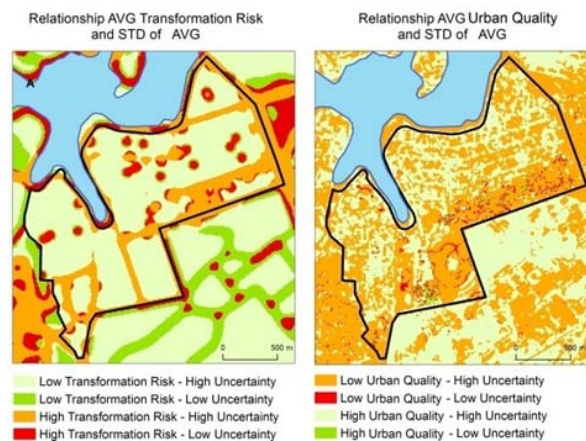 Relationship AVG Transformation Risk
and STD of AVG
Relationship AVG Urban Quality
and STD of AVG
A
0 500 m
0 500 m
Low Transformation Risk - High Uncertainty
Low Transformation Risk - Low Uncertainty
High Transformation Risk - High Uncertainty
High Transformation Risk - Low Uncertainty
Low Urban Quality - High Uncertainty
Low Urban Quality - Low Uncertainty
High Urban Quality - High Uncertainty
High Urban Quality - Low Uncertainty